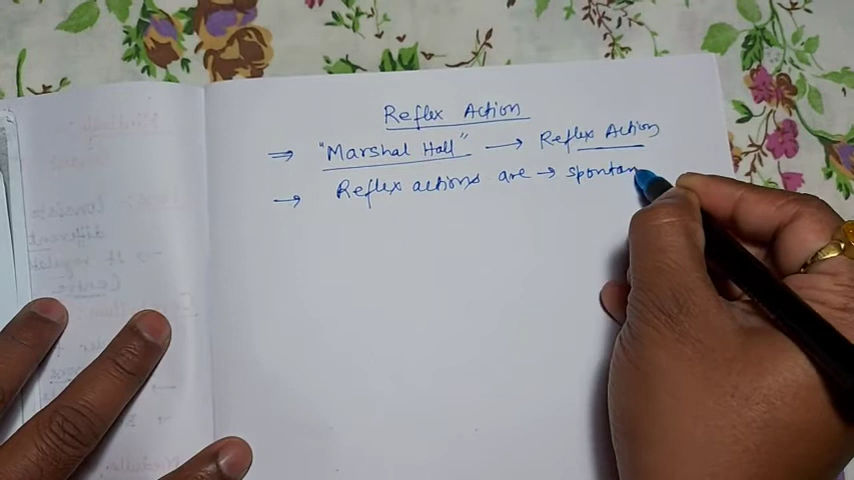 Reflex Action
⇒ "Marshal Hall" → Reflex Action
→ Reflex actions are → spontan